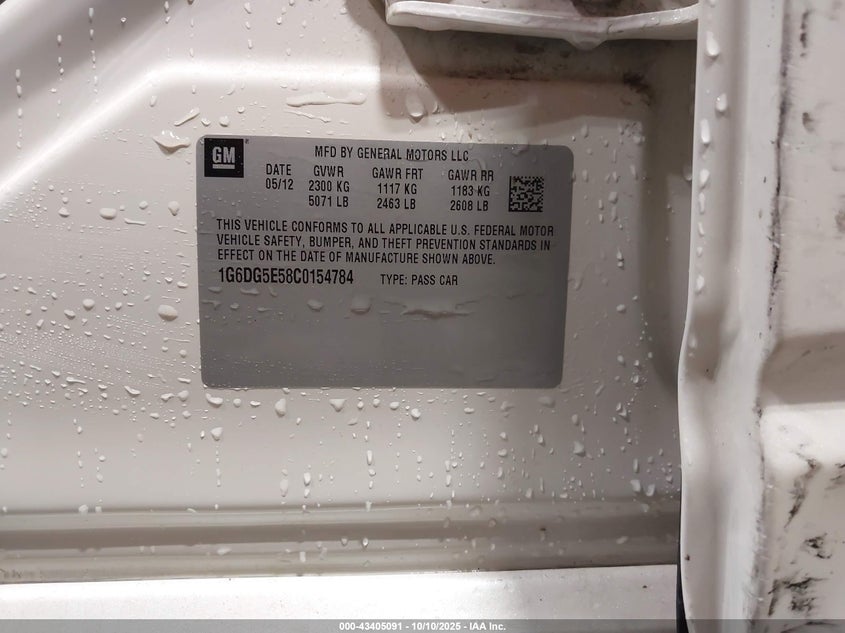 GM
MFD BY GENERAL MOTORS LLC
DATE GVWR GAWR FRT GAWR RR
05/12 2300 KG 1117 KG 1183 KG
5071 LB 2463 LB 2608 LB
THIS VEHICLE CONFORMS TO ALL APPLICABLE U.S. FEDERAL MOTOR
VEHICLE SAFETY, BUMPER, AND THEFT PREVENTION STANDARDS IN
EFFECT ON THE DATE OF MANUFACTURE SHOWN ABOVE.
1G6DG5E58C0154784 TYPE: PASS CAR
000-43405091 - 10/10/2025 - IAA Inc.